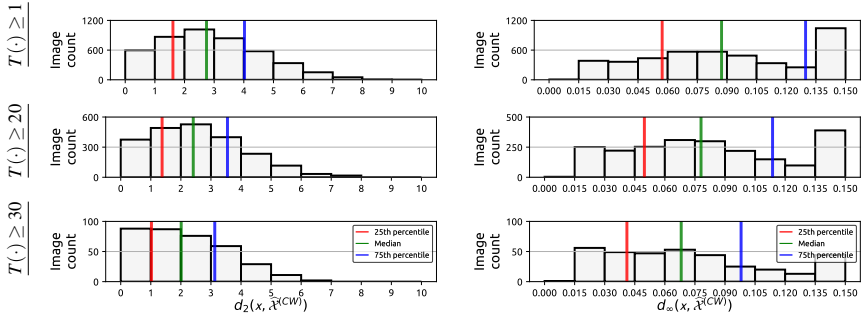 T(·) ≥ 1
Image
count
1200
600
0
0 1 2 3 4 5 6 7 8 9 10
Image
count
1200
600
0
0.000 0.015 0.030 0.045 0.060 0.075 0.090 0.105 0.120 0.135 0.150
T(·) ≥ 20
Image
count
600
300
0
0 1 2 3 4 5 6 7 8 9 10
Image
count
500
250
0
0.000 0.015 0.030 0.045 0.060 0.075 0.090 0.105 0.120 0.135 0.150
T(·) ≥ 30
Image
count
100
50
0
25th percentile
Median
75th percentile
0 1 2 3 4 5 6 7 8 9 10
d₂(x, X̂⁽ᶜᵂ⁾)
Image
count
100
50
0
25th percentile
Median
75th percentile
0.000 0.015 0.030 0.045 0.060 0.075 0.090 0.105 0.120 0.135 0.150
d∞(x, X̂⁽ᶜᵂ⁾)